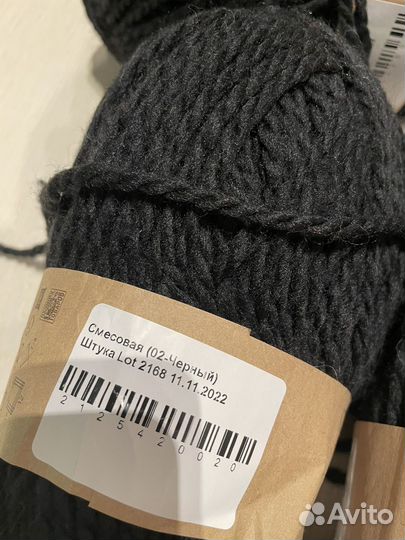 Смесовая (02-Черный)
Штука Lot 2168 11.11.2022
2125420020
Avito